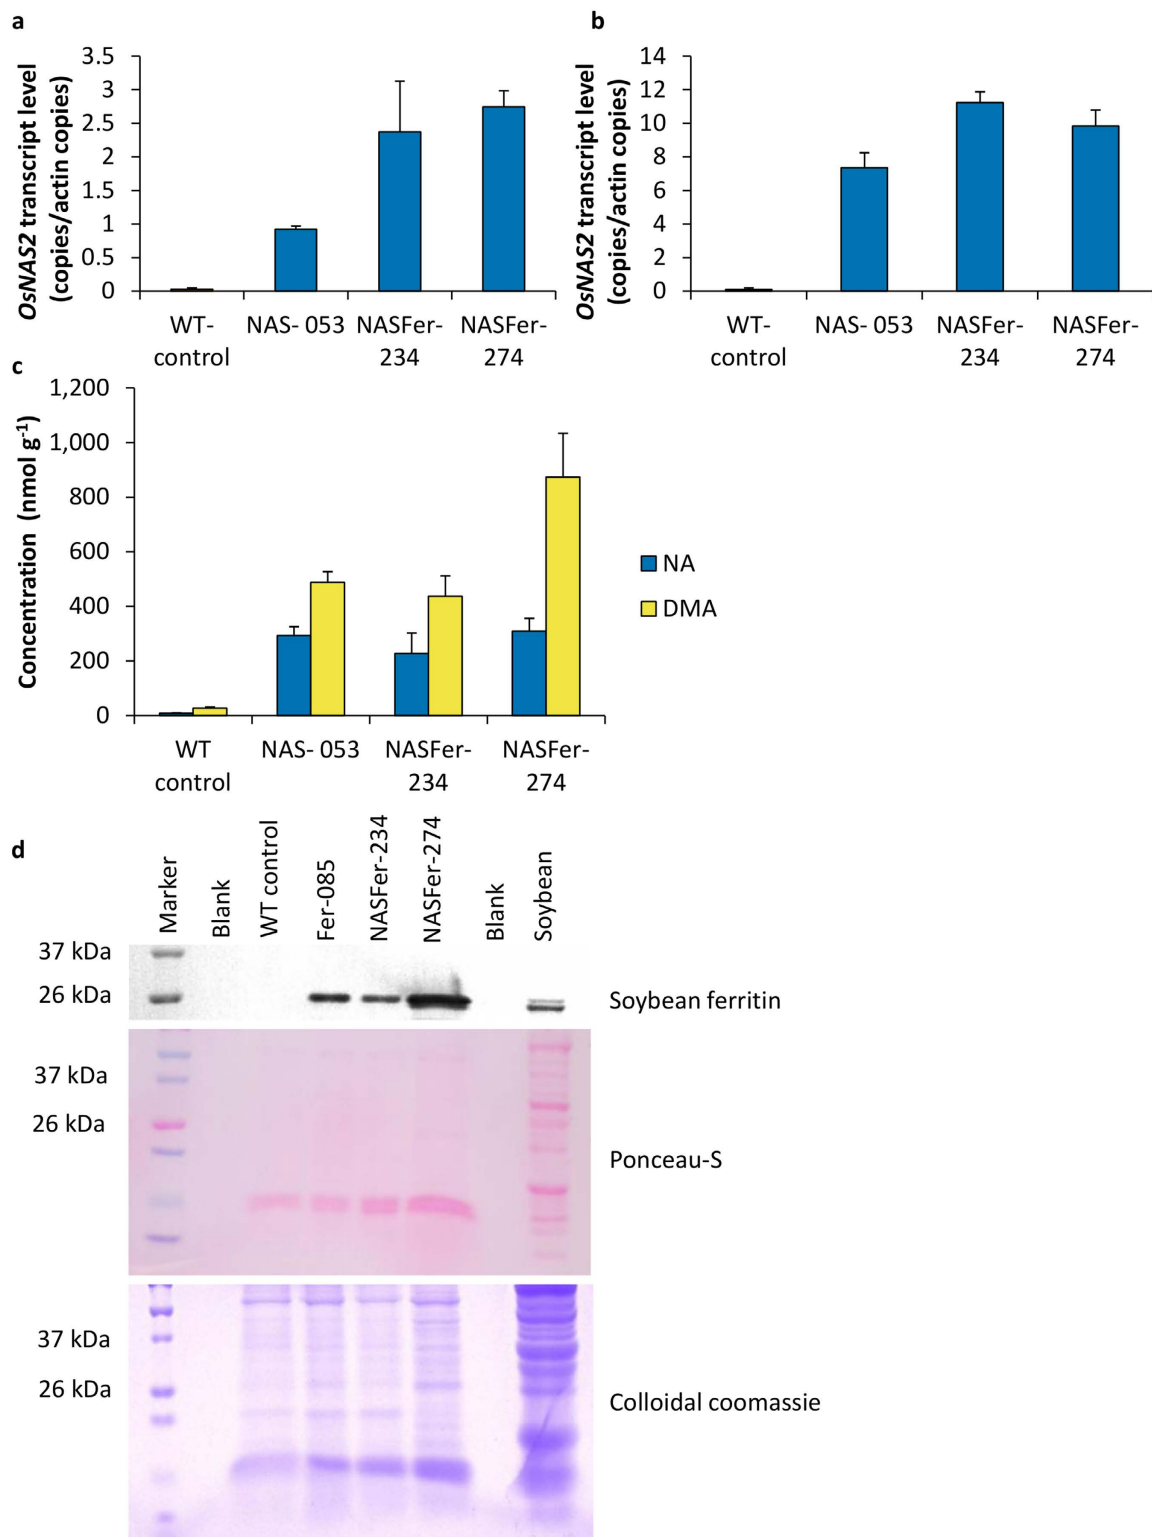 a
OsNAS2 transcript level
(copies/actin copies)
3.5
3
2.5
2
1.5
1
0.5
0
WT-
control
NAS- 053
NASFer-
234
NASFer-
274
b
OsNAS2 transcript level
(copies/actin copies)
14
12
10
8
6
4
2
0
WT-
control
NAS- 053
NASFer-
234
NASFer-
274
c
Concentration (nmol g-1)
1,200
1,000
800
600
400
200
0
WT
control
NAS- 053
NASFer-
234
NASFer-
274
NA
DMA
d
Marker
Blank
WT control
Fer-085
NASFer-234
NASFer-274
Blank
Soybean
37 kDa
26 kDa
Soybean ferritin
37 kDa
26 kDa
Ponceau-S
37 kDa
26 kDa
Colloidal coomassie